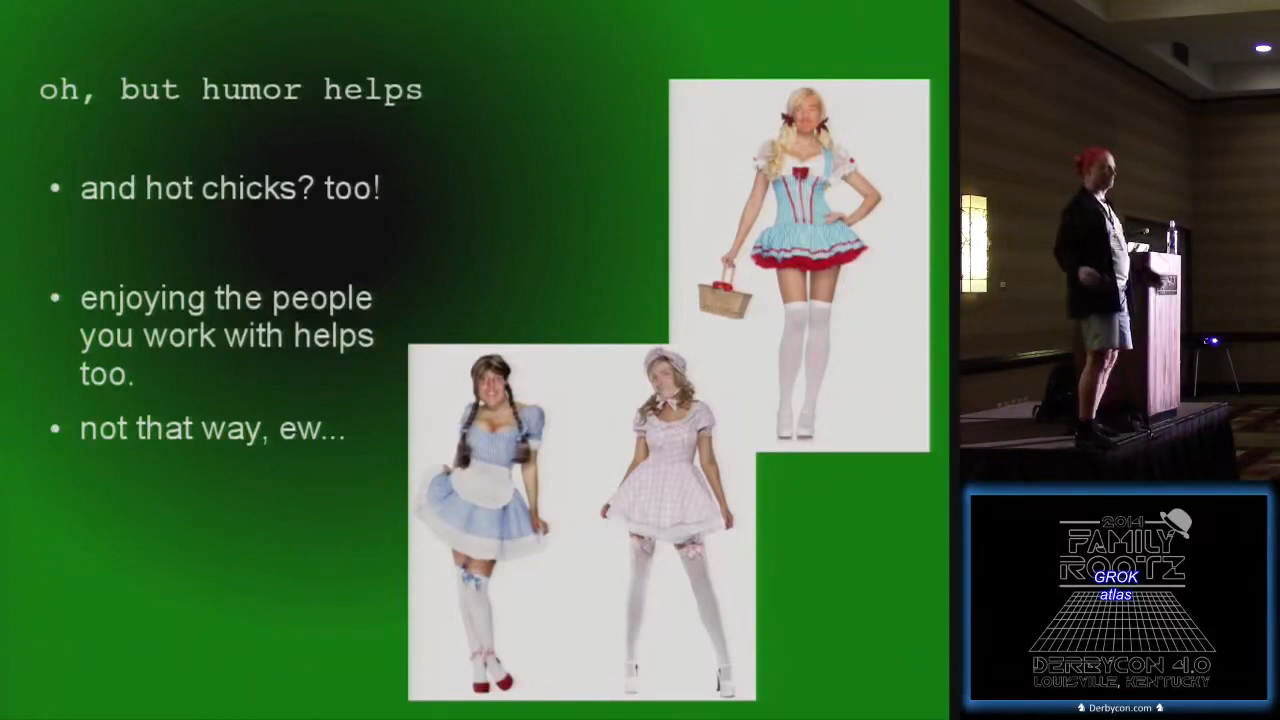 oh, but humor helps
• and hot chicks? too!
• enjoying the people
you work with helps
too.
• not that way, ew...
2014
FAMILY
ROOTZ
GROK
atlas
DERBYCON 4.0
LOUISVILLE, KENTUCKY
Derbycon.com